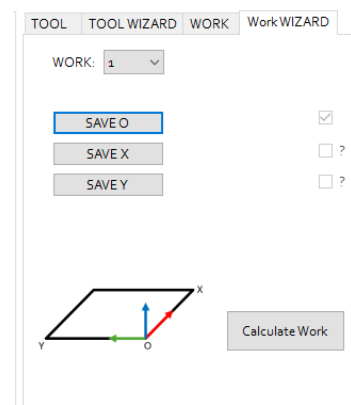 TOOL TOOL WIZARD WORK Work WIZARD
WORK: 1
SAVE O
SAVE X ?
SAVE Y ?
X
Calculate Work
Y O